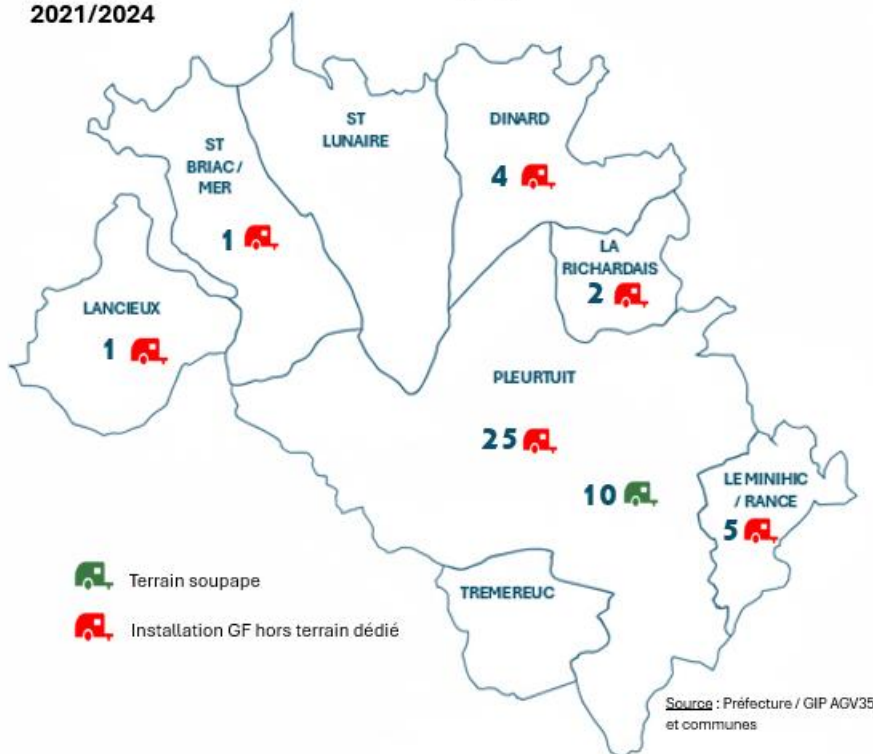 2021/2024
ST
LUNAIRE
DINARD
ST
BRIAC /
MER
4
1
LA
RICHARDAIS
2
LANCIEUX
1
PLEURTUIT
25
10
LE MINIHIC
/ RANCE
5
Terrain soupape
TREMEREUC
Installation GF hors terrain dédié
Source : Préfecture / GIP AGV35
et communes